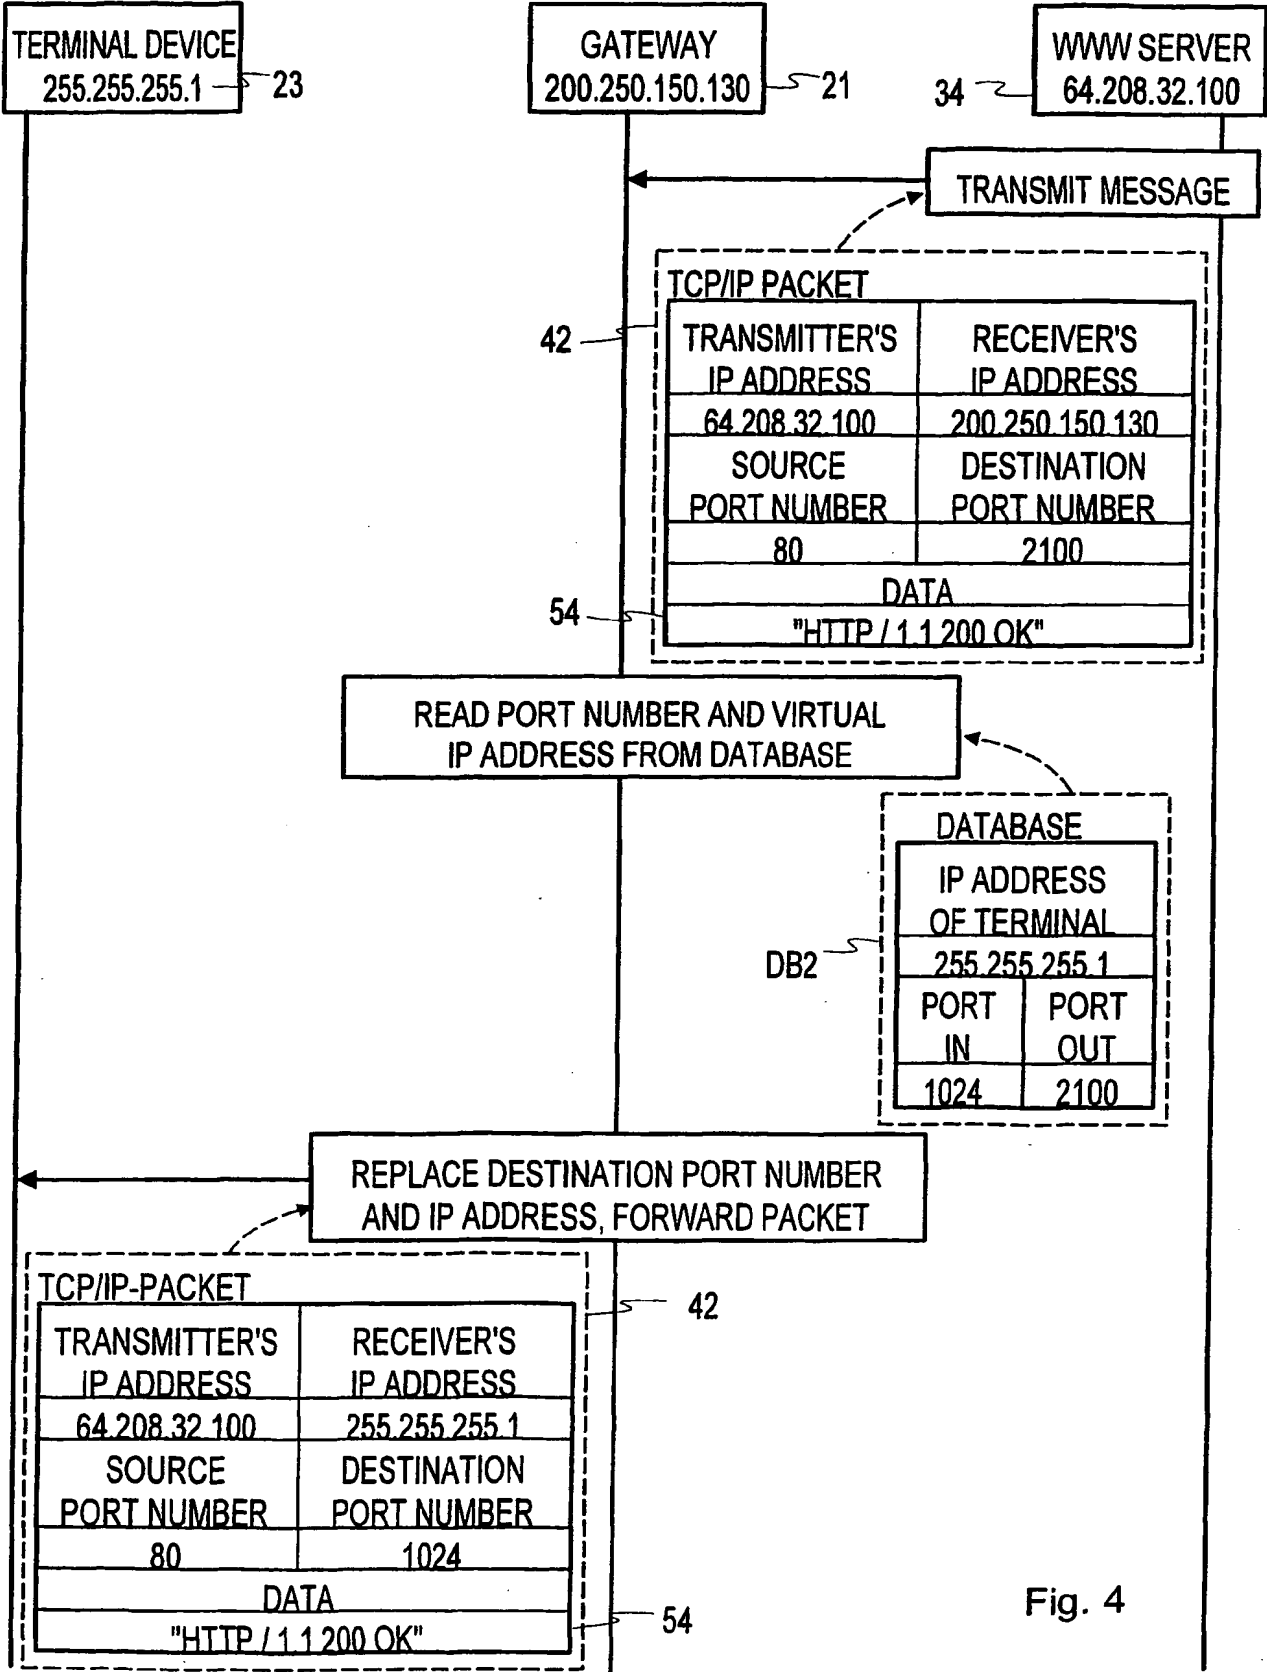 TERMINAL DEVICE
255.255.255.1
23
GATEWAY
200.250.150.130
21
34
WWW SERVER
64.208.32.100
TRANSMIT MESSAGE
TCP/IP PACKET
42
TRANSMITTER'S
IP ADDRESS
RECEIVER'S
IP ADDRESS
64.208.32.100
200.250.150.130
SOURCE
PORT NUMBER
DESTINATION
PORT NUMBER
80
2100
DATA
54
"HTTP / 1.1 200 OK"
READ PORT NUMBER AND VIRTUAL
IP ADDRESS FROM DATABASE
DATABASE
IP ADDRESS
OF TERMINAL
DB2
255.255.255.1
PORT
IN
PORT
OUT
1024
2100
REPLACE DESTINATION PORT NUMBER
AND IP ADDRESS, FORWARD PACKET
TCP/IP-PACKET
42
TRANSMITTER'S
IP ADDRESS
RECEIVER'S
IP ADDRESS
64.208.32.100
255.255.255.1
SOURCE
PORT NUMBER
DESTINATION
PORT NUMBER
80
1024
DATA
"HTTP / 1.1 200 OK"
54
Fig. 4